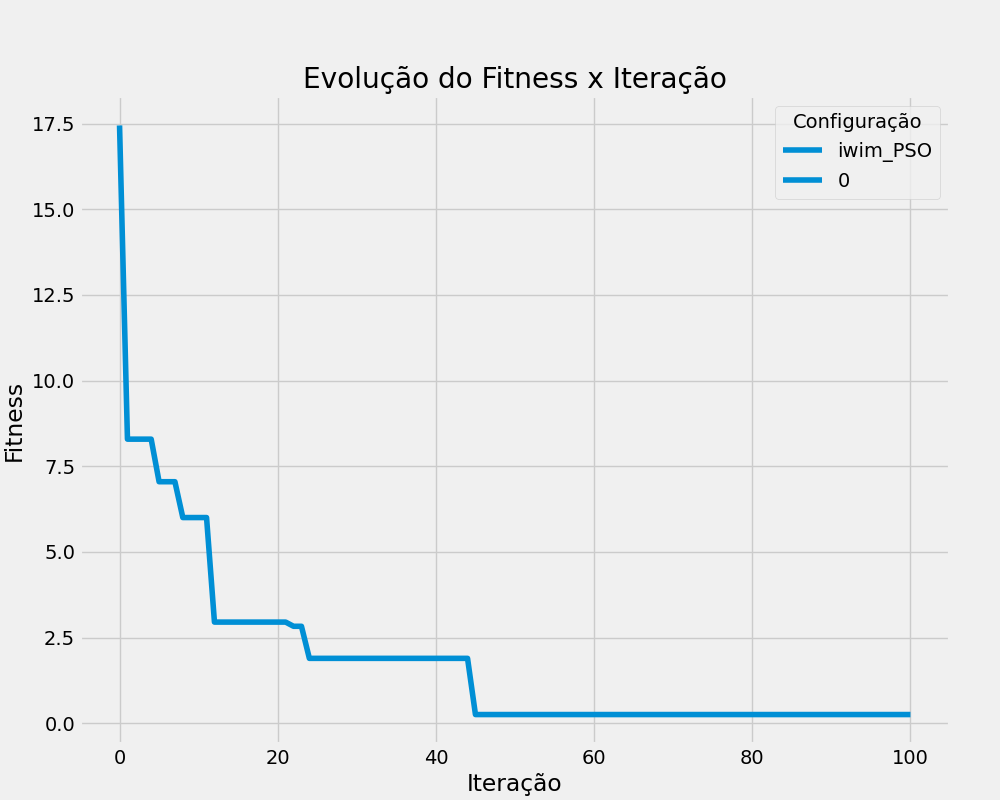 Evolução do Fitness x Iteração
Configuração
iwim_PSO
0
Fitness
17.5
15.0
12.5
10.0
7.5
5.0
2.5
0.0
0 20 40 60 80 100
Iteração